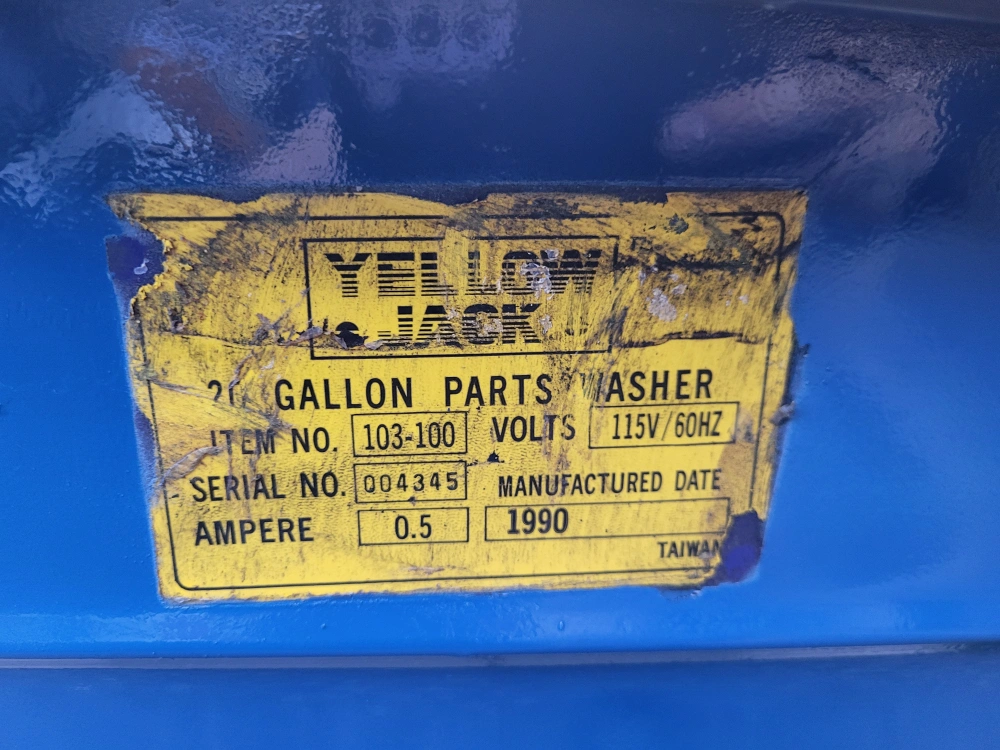 YELLOW
JACK
GALLON PARTS WASHER
ITEM NO. 103-100 VOLTS 115V/60HZ
SERIAL NO. 004345 MANUFACTURED DATE
AMPERE 0.5 1990
TAIWAN